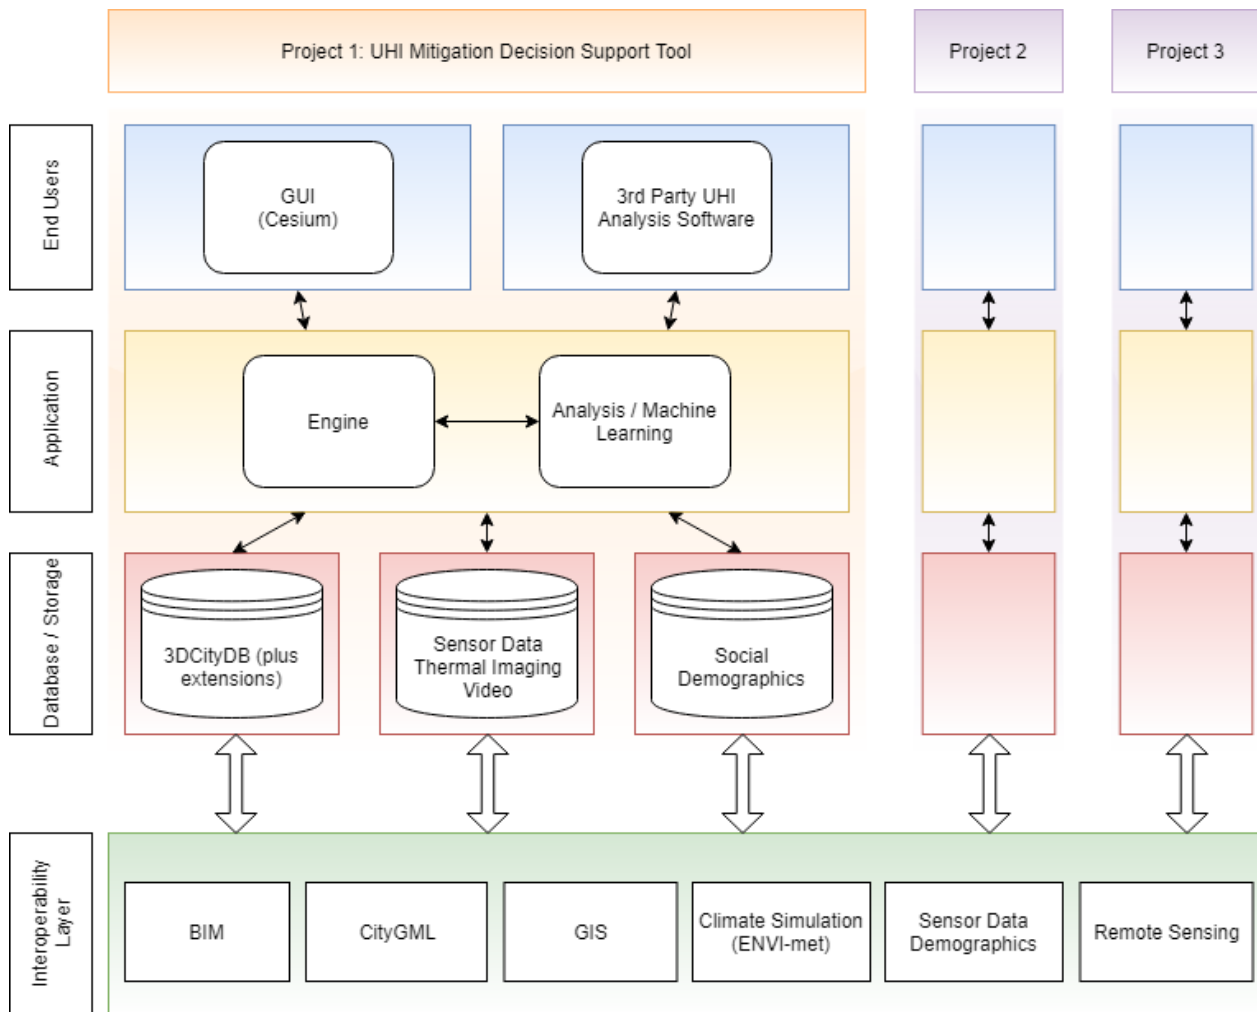 Project 1: UHI Mitigation Decision Support Tool
Project 2
Project 3
End Users
GUI
(Cesium)
3rd Party UHI
Analysis Software
Application
Engine
Analysis / Machine
Learning
Database / Storage
3DCityDB (plus
extensions)
Sensor Data
Thermal Imaging
Video
Social
Demographics
Interoperability
Layer
BIM
CityGML
GIS
Climate Simulation
(ENVI-met)
Sensor Data
Demographics
Remote Sensing